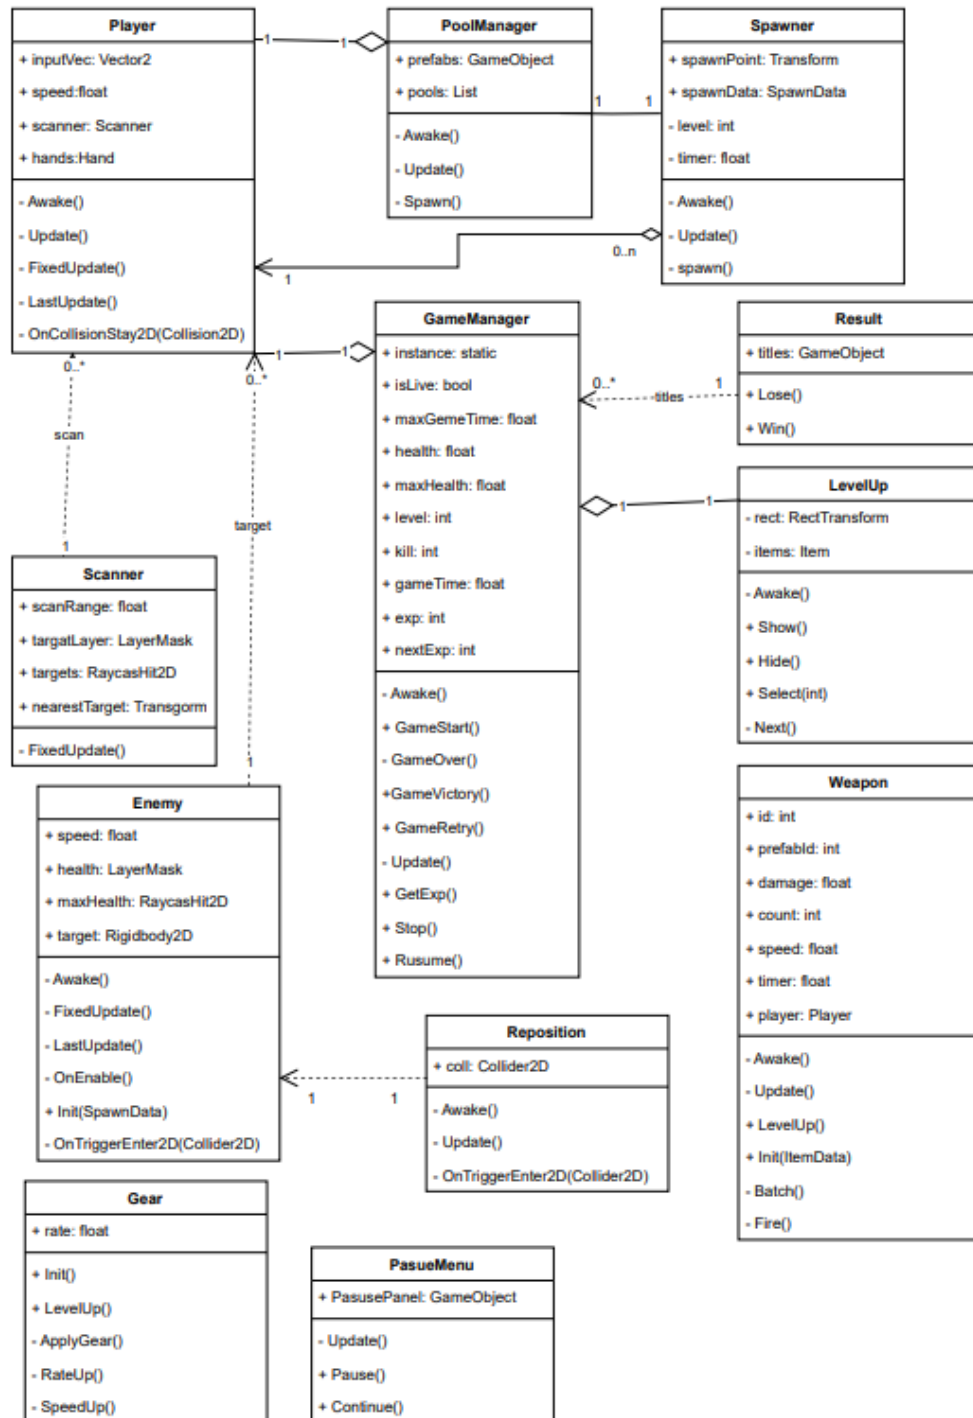 Player
+ inputVec: Vector2
+ speed:float
+ scanner: Scanner
+ hands:Hand
- Awake()
- Update()
- FixedUpdate()
- LastUpdate()
- OnCollisionStay2D(Collision2D)
1
1
PoolManager
+ prefabs: GameObject
+ pools: List
- Awake()
- Update()
- Spawn()
1
1
Spawner
+ spawnPoint: Transform
+ spawnData: SpawnData
- level: int
- timer: float
- Awake()
- Update()
- spawn()
0..n
1
GameManager
+ instance: static
+ isLive: bool
+ maxGemeTime: float
+ health: float
+ maxHealth: float
+ level: int
+ kill: int
+ gameTime: float
+ exp: int
+ nextExp: int
- Awake()
+ GameStart()
- GameOver()
+GameVictory()
+ GameRetry()
- Update()
+ GetExp()
+ Stop()
+ Rusume()
1
1
0..*
titles
1
Result
+ titles: GameObject
+ Lose()
+ Win()
1
1
LevelUp
- rect: RectTransform
- items: Item
- Awake()
+ Show()
+ Hide()
+ Select(int)
- Next()
0..*
scan
1
0..*
target
1
Scanner
+ scanRange: float
+ targatLayer: LayerMask
+ targets: RaycasHit2D
+ nearestTarget: Transgorm
- FixedUpdate()
Enemy
+ speed: float
+ health: LayerMask
+ maxHealth: RaycasHit2D
+ target: Rigidbody2D
- Awake()
- FixedUpdate()
- LastUpdate()
- OnEnable()
+ Init(SpawnData)
- OnTriggerEnter2D(Collider2D)
1
1
Reposition
+ coll: Collider2D
- Awake()
- Update()
- OnTriggerEnter2D(Collider2D)
Weapon
+ id: int
+ prefabId: int
+ damage: float
+ count: int
+ speed: float
+ timer: float
+ player: Player
- Awake()
- Update()
+ LevelUp()
+ Init(ItemData)
- Batch()
- Fire()
Gear
+ rate: float
+ Init()
+ LevelUp()
- ApplyGear()
- RateUp()
- SpeedUp()
PasueMenu
+ PasusePanel: GameObject
- Update()
+ Pause()
+ Continue()